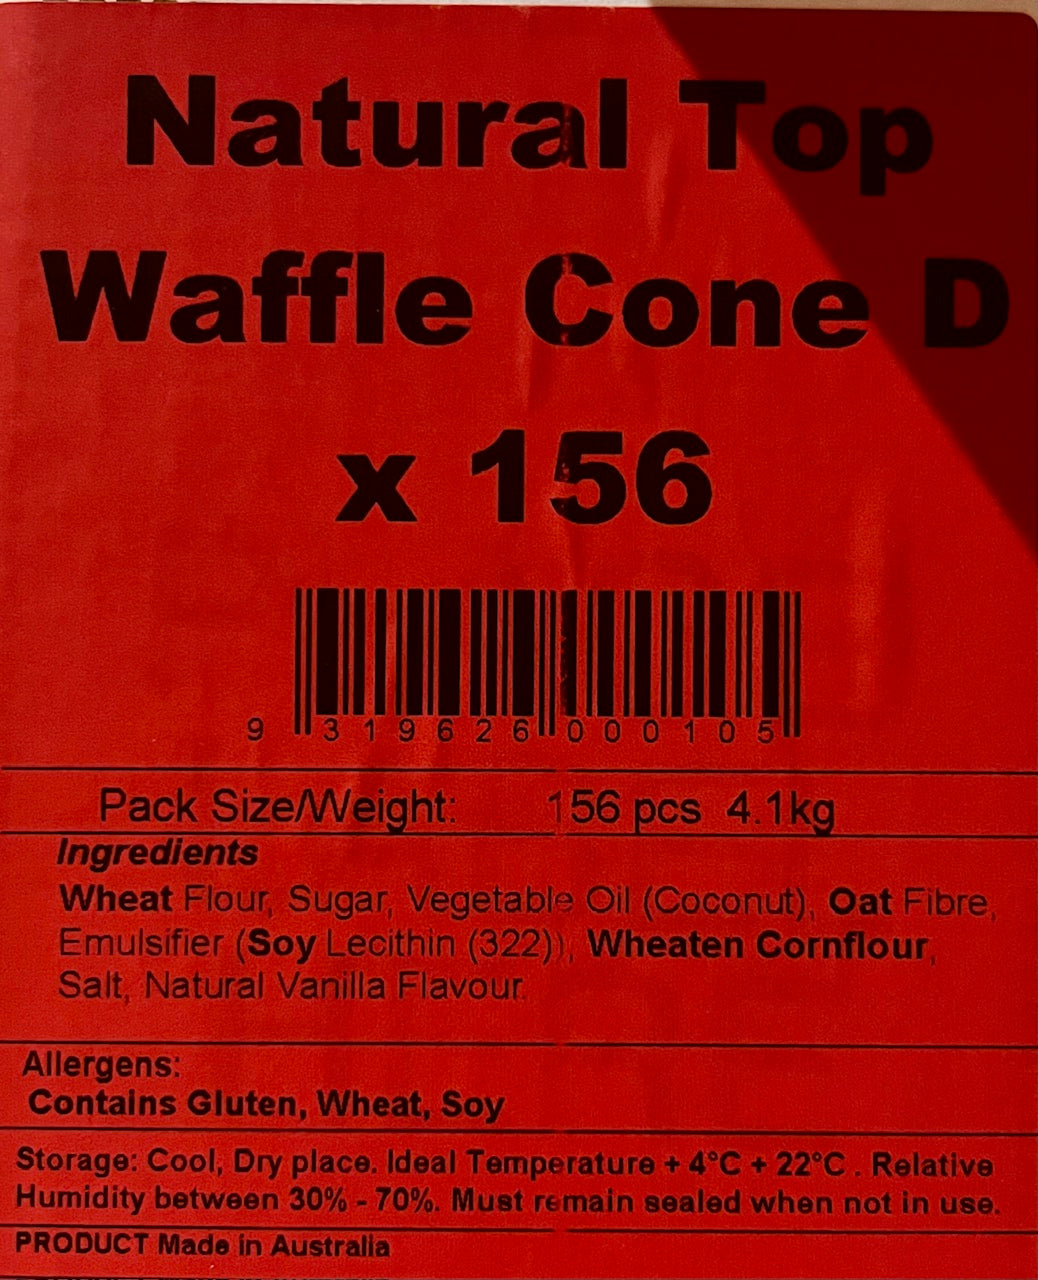 Natural Top
Waffle Cone D
x 156
9 319626 000105
Pack Size/Weight: 156 pcs 4.1kg
Ingredients
Wheat Flour, Sugar, Vegetable Oil (Coconut), Oat Fibre,
Emulsifier (Soy Lecithin (322)), Wheaten Cornflour,
Salt, Natural Vanilla Flavour.
Allergens:
Contains Gluten, Wheat, Soy
Storage: Cool, Dry place. Ideal Temperature + 4°C + 22°C . Relative
Humidity between 30% - 70%. Must remain sealed when not in use.
PRODUCT Made in Australia